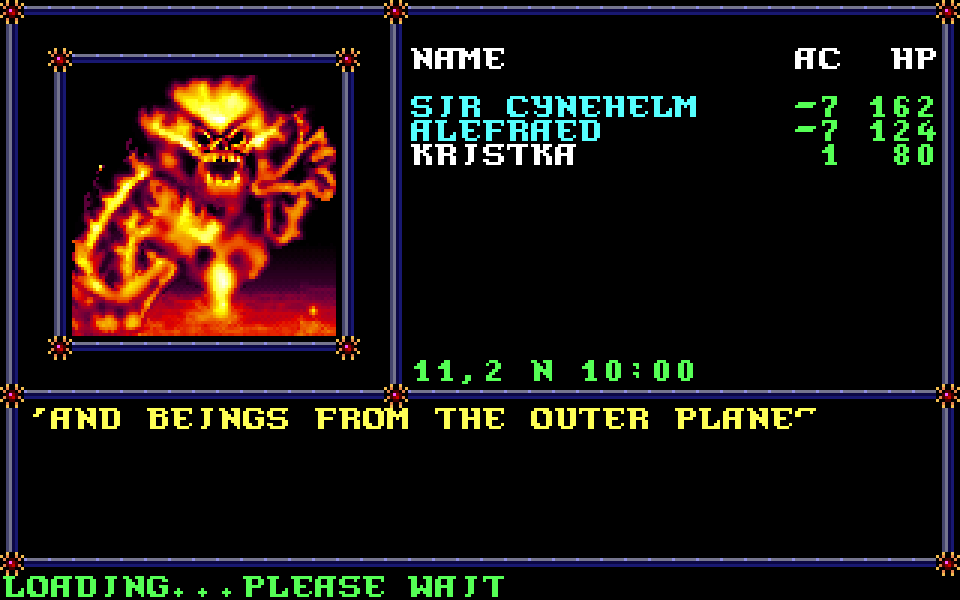 NAME AC HP
SIR CYNEHELM -7 162
ALEFRAED -7 124
KRISTKA 1 80
11,2 N 10:00
'AND BEINGS FROM THE OUTER PLANE"
LOADING...PLEASE WAIT